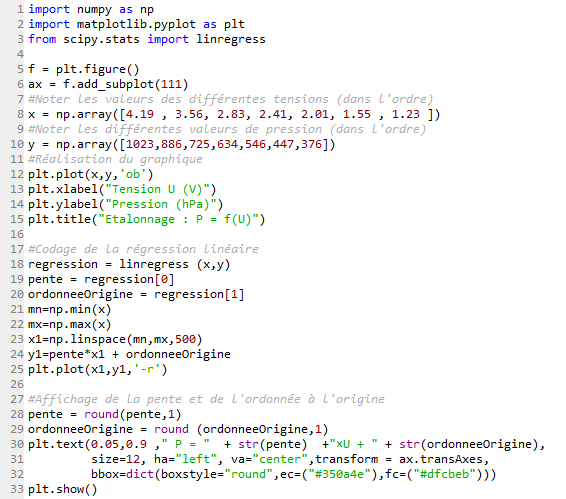 1 import numpy as np
2 import matplotlib.pyplot as plt
3 from scipy.stats import linregress
4
5 f = plt.figure()
6 ax = f.add_subplot(111)
7 #Noter les valeurs des différentes tensions (dans l'ordre)
8 x = np.array([4.19 , 3.56, 2.83, 2.41, 2.01, 1.55 , 1.23 ])
9 #Noter les différentes valeurs de pression (dans l'ordre)
10 y = np.array([1023,886,725,634,546,447,376])
11 #Réalisation du graphique
12 plt.plot(x,y,'ob')
13 plt.xlabel("Tension U (V)")
14 plt.ylabel("Pression (hPa)")
15 plt.title("Etalonnage : P = f(U)")
16
17 #Codage de la régression linéaire
18 regression = linregress (x,y)
19 pente = regression[0]
20 ordonneeOrigine = regression[1]
21 mn=np.min(x)
22 mx=np.max(x)
23 x1=np.linspace(mn,mx,500)
24 y1=pente*x1 + ordonneeOrigine
25 plt.plot(x1,y1,'-r')
26
27 #Affichage de la pente et de l'ordonnée à l'origine
28 pente = round(pente,1)
29 ordonneeOrigine = round (ordonneeOrigine,1)
30 plt.text(0.05,0.9 ," P = "  + str(pente)  +"xU + " + str(ordonneeOrigine),
31          size=12, ha="left", va="center",transform = ax.transAxes,
32          bbox=dict(boxstyle="round",ec=("#350a4e"),fc=("#dfcbeb")))
33 plt.show()